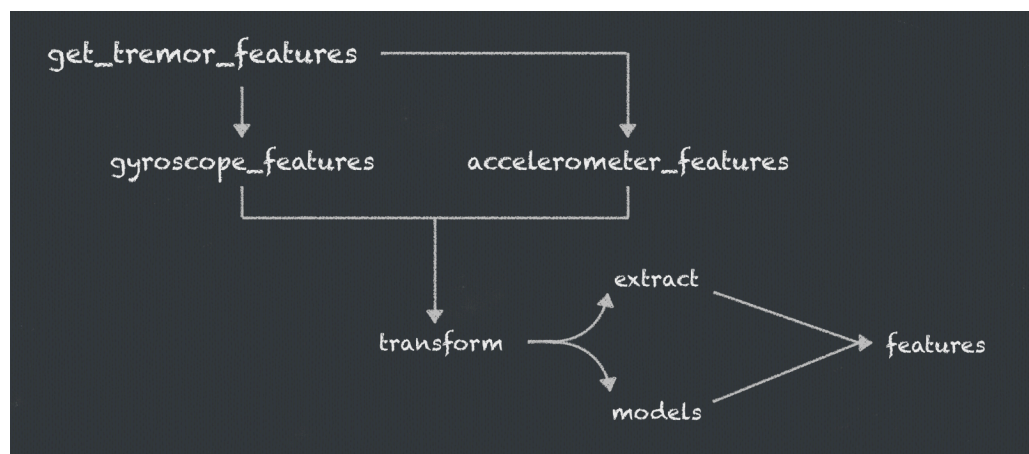 get_tremor_features
gyroscope_features
accelerometer_features
extract
transform
features
models